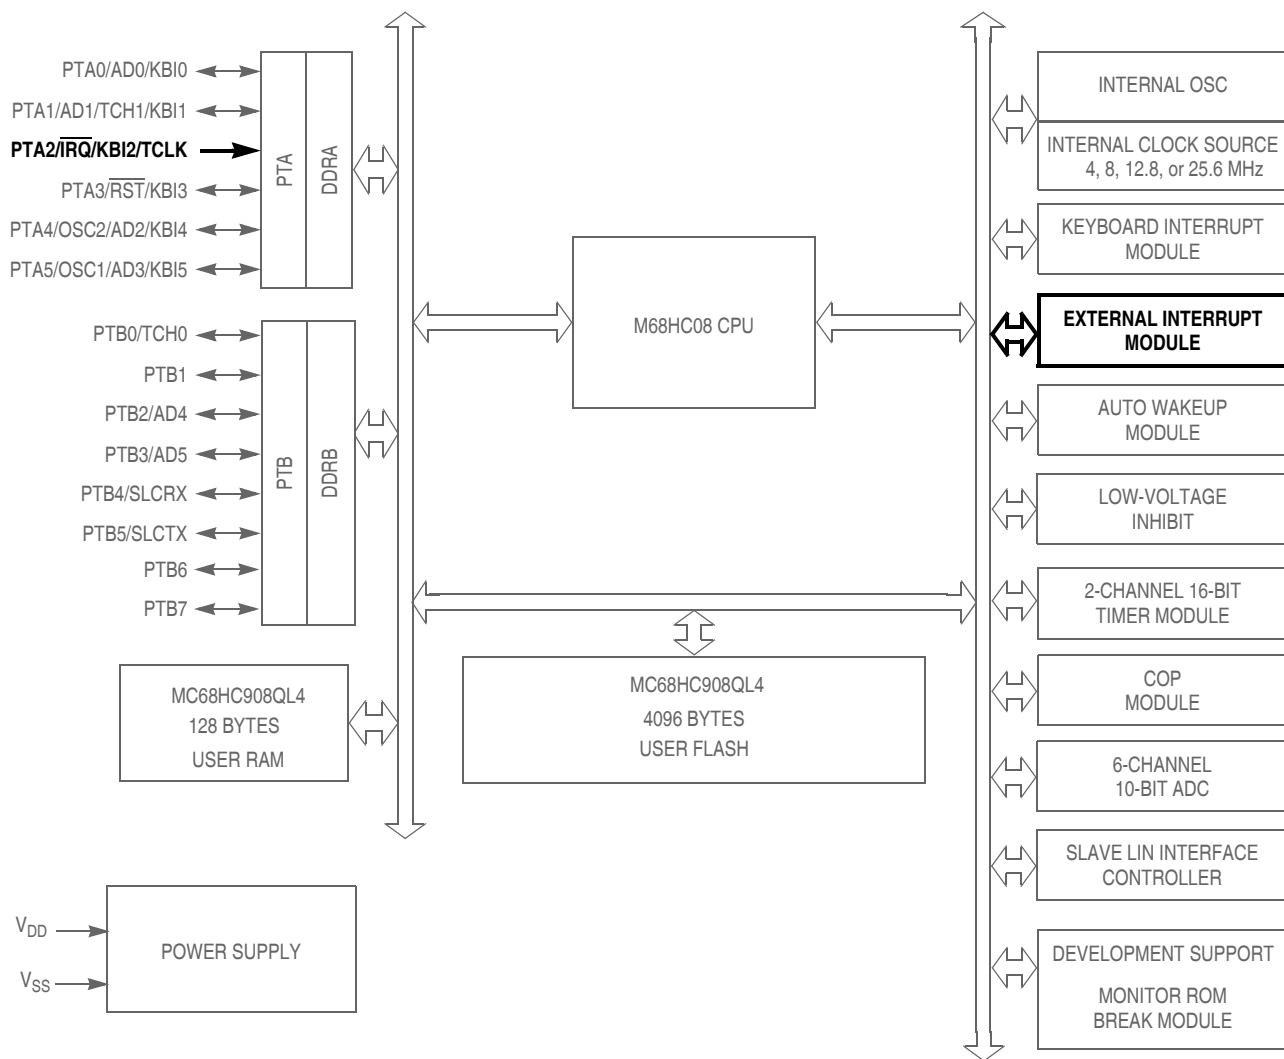 PTA0/AD0/KBI0
PTA1/AD1/TCH1/KBI1
PTA2/IRQ/KBI2/TCLK
PTA3/RST/KBI3
PTA4/OSC2/AD2/KBI4
PTA5/OSC1/AD3/KBI5
PTA
DDRA
PTB0/TCH0
PTB1
PTB2/AD4
PTB3/AD5
PTB4/SLCRX
PTB5/SLCTX
PTB6
PTB7
PTB
DDRB
MC68HC908QL4
128 BYTES
USER RAM
VDD
VSS
POWER SUPPLY
M68HC08 CPU
MC68HC908QL4
4096 BYTES
USER FLASH
INTERNAL OSC
INTERNAL CLOCK SOURCE
4, 8, 12.8, or 25.6 MHz
KEYBOARD INTERRUPT
MODULE
EXTERNAL INTERRUPT
MODULE
AUTO WAKEUP
MODULE
LOW-VOLTAGE
INHIBIT
2-CHANNEL 16-BIT
TIMER MODULE
COP
MODULE
6-CHANNEL
10-BIT ADC
SLAVE LIN INTERFACE
CONTROLLER
DEVELOPMENT SUPPORT
MONITOR ROM
BREAK MODULE